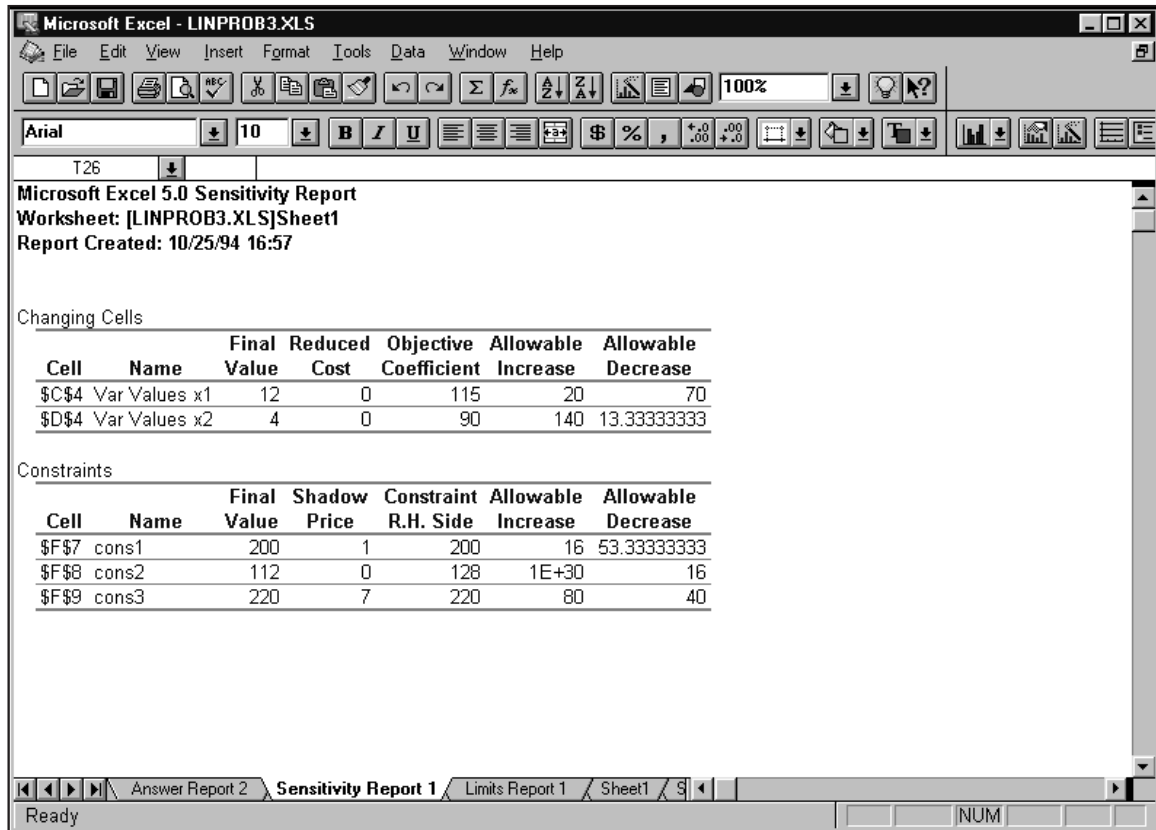 Microsoft Excel - LINPROB3.XLS
File Edit View Insert Format Tools Data Window Help
ABC Σ fx A Z Z A 100% ?
Arial 10 B I U a $ % , +.0 .00 .00 +.0 T
T26
Microsoft Excel 5.0 Sensitivity Report
Worksheet: [LINPROB3.XLS]Sheet1
Report Created: 10/25/94 16:57
Changing Cells
Final Reduced Objective Allowable Allowable
Cell Name Value Cost Coefficient Increase Decrease
$C$4 Var Values x1 12 0 115 20 70
$D$4 Var Values x2 4 0 90 140 13.33333333
Constraints
Final Shadow Constraint Allowable Allowable
Cell Name Value Price R.H. Side Increase Decrease
$F$7 cons1 200 1 200 16 53.33333333
$F$8 cons2 112 0 128 1E+30 16
$F$9 cons3 220 7 220 80 40
Answer Report 2 Sensitivity Report 1 Limits Report 1 Sheet1 S
Ready NUM